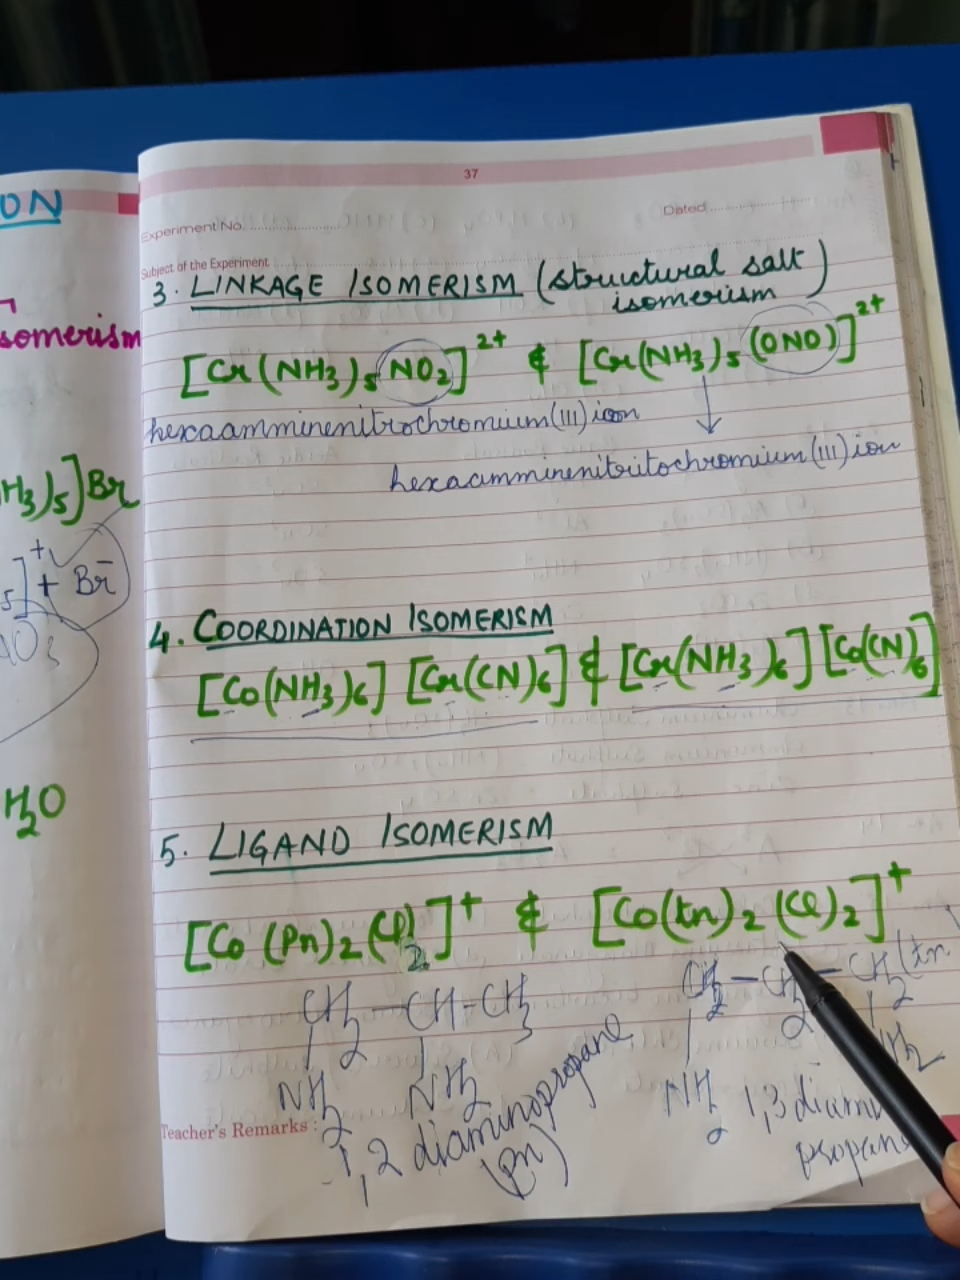 ON
somerism
H₃)₅]Br
5]⁺ + Br⁻
H₂O
37
Experiment No.
Dated
Subject of the Experiment
3. LINKAGE ISOMERISM (structural salt isomerism)
[Cr(NH₃)₅NO₂]²⁺ & [Cr(NH₃)₅(ONO)]²⁺
hexaamminenitrochromium(III) ion
hexaamminenitritochromium(III) ion
4. COORDINATION ISOMERISM
[Co(NH₃)₆] [Cr(CN)₆] & [Cr(NH₃)₆] [Co(CN)₆]
5. LIGAND ISOMERISM
[Co(Pn)₂(Cl)₂]⁺ & [Co(tn)₂(Cl)₂]⁺
CH₂ — CH - CH₃
NH₂ NH₂
1,2 diaminopropane
(pn)
CH₂ — CH₂ — CH₂ (tn)
NH₂ NH₂
1,3 diami
propane
Teacher's Remarks :